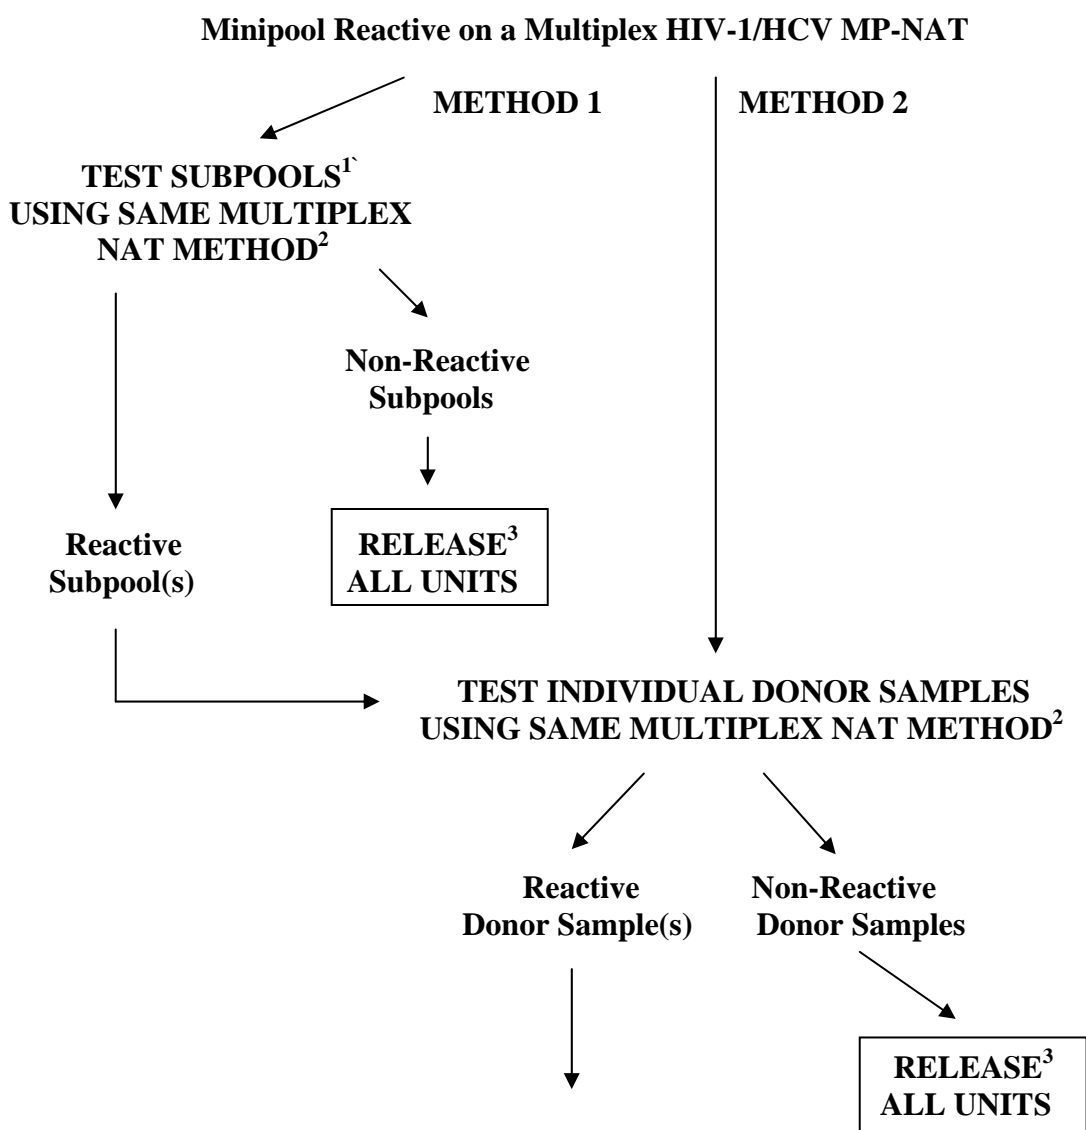 Minipool Reactive on a Multiplex HIV-1/HCV MP-NAT
METHOD 1
METHOD 2
TEST SUBPOOLS1`
USING SAME MULTIPLEX
NAT METHOD2
Non-Reactive
Subpools
Reactive
Subpool(s)
RELEASE3
ALL UNITS
TEST INDIVIDUAL DONOR SAMPLES
USING SAME MULTIPLEX NAT METHOD2
Reactive
Donor Sample(s)
Non-Reactive
Donor Samples
RELEASE3
ALL UNITS